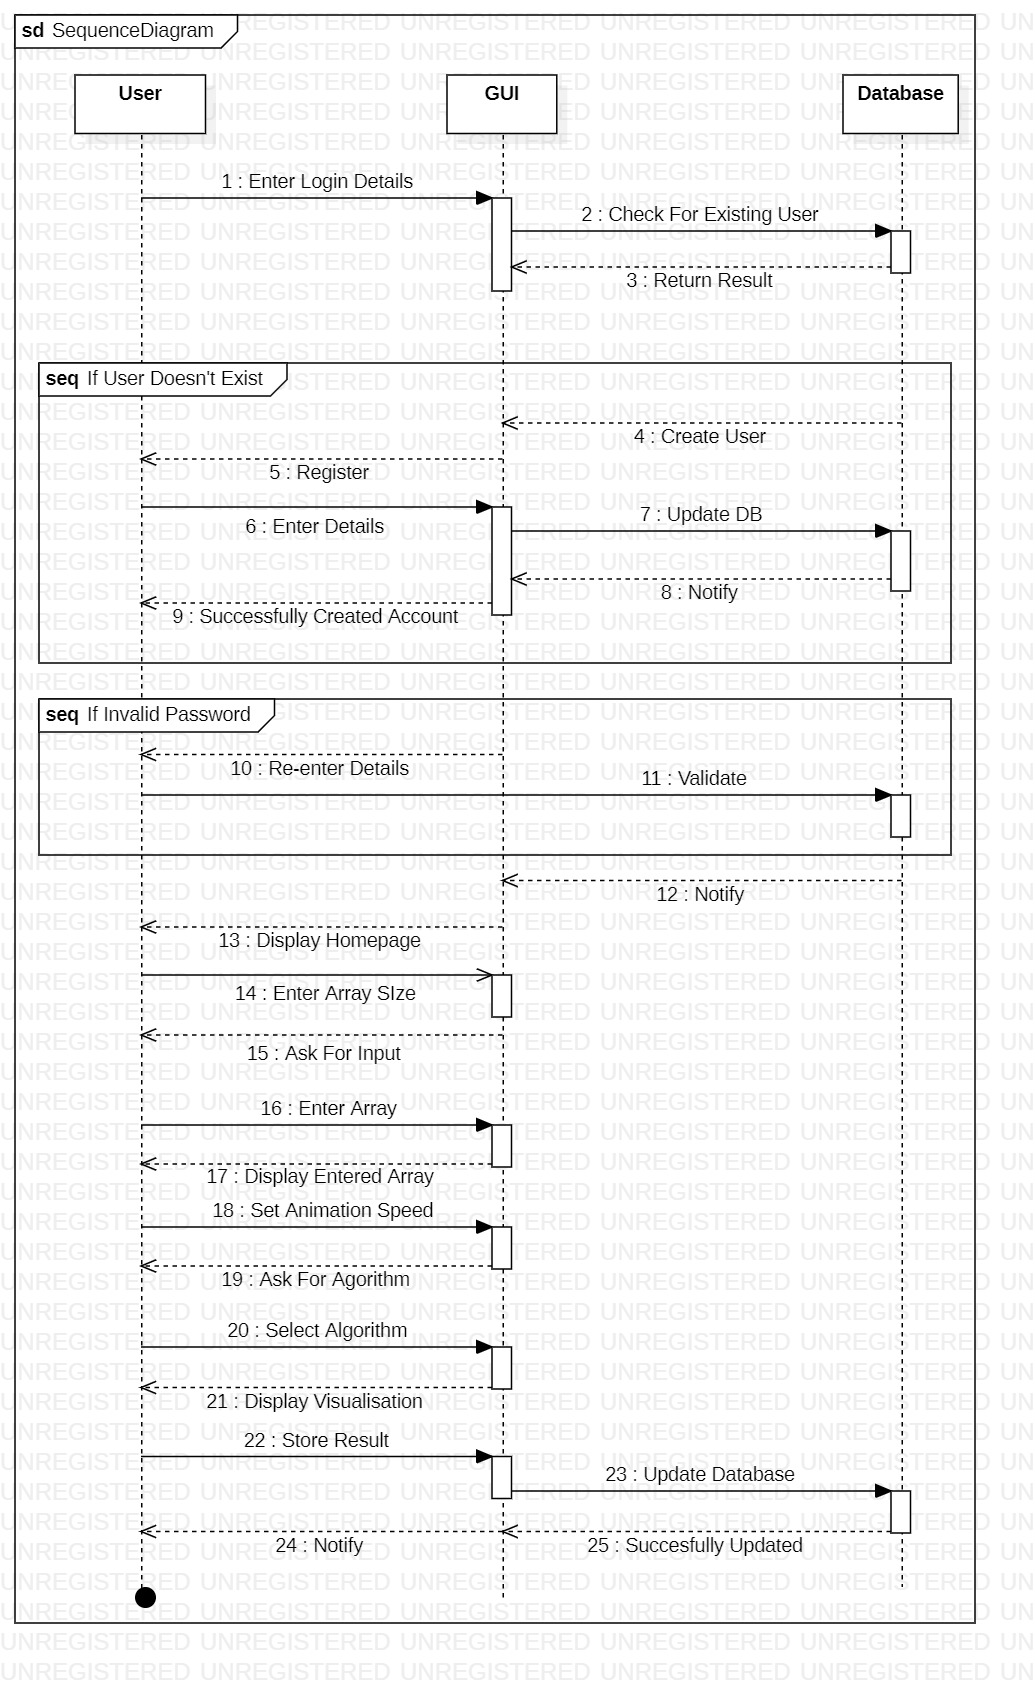 sd SequenceDiagram
User
GUI
Database
1 : Enter Login Details
2 : Check For Existing User
3 : Return Result
seq If User Doesn't Exist
4 : Create User
5 : Register
6 : Enter Details
7 : Update DB
8 : Notify
9 : Successfully Created Account
seq If Invalid Password
10 : Re-enter Details
11 : Validate
12 : Notify
13 : Display Homepage
14 : Enter Array SIze
15 : Ask For Input
16 : Enter Array
17 : Display Entered Array
18 : Set Animation Speed
19 : Ask For Agorithm
20 : Select Algorithm
21 : Display Visualisation
22 : Store Result
23 : Update Database
24 : Notify
25 : Succesfully Updated
UNREGISTERED